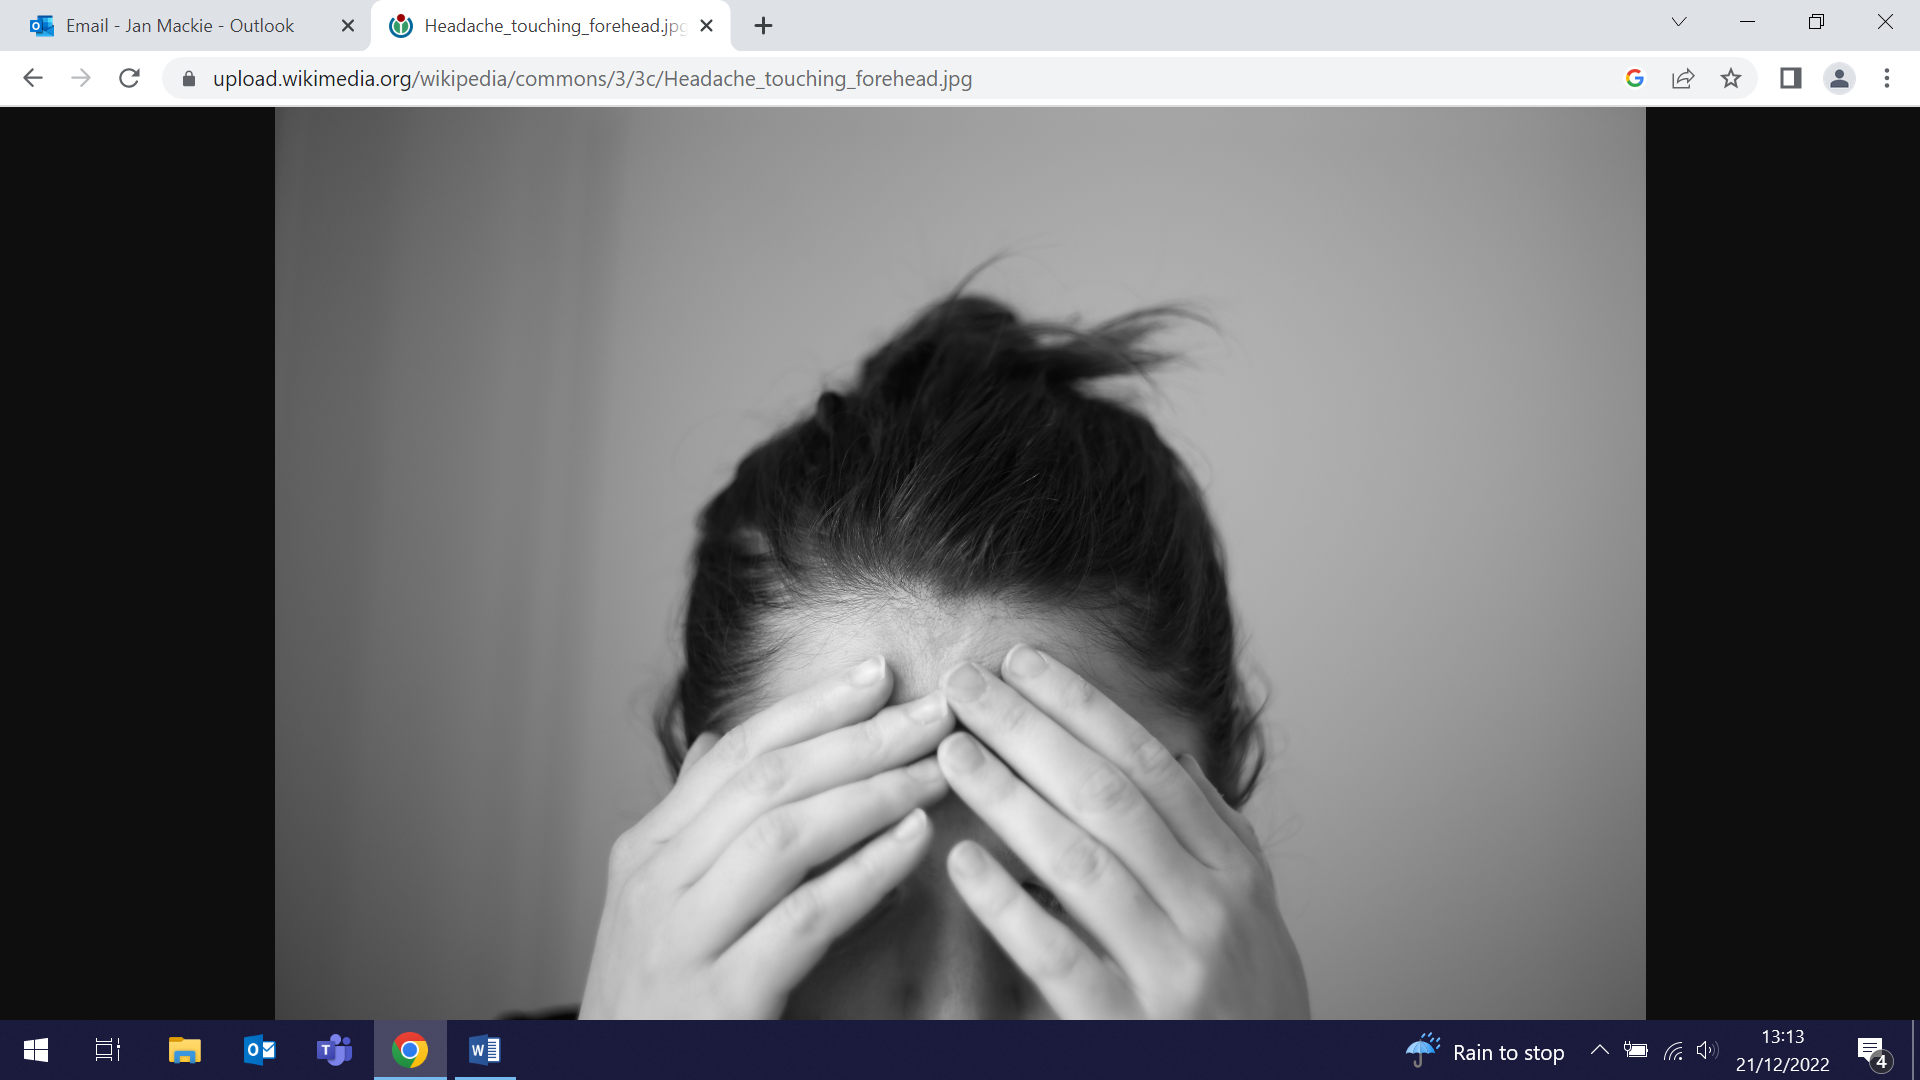 Email - Jan Mackie - Outlook
Headache_touching_forehead.jpg
upload.wikimedia.org/wikipedia/commons/3/3c/Headache_touching_forehead.jpg
Rain to stop
13:13
21/12/2022
4